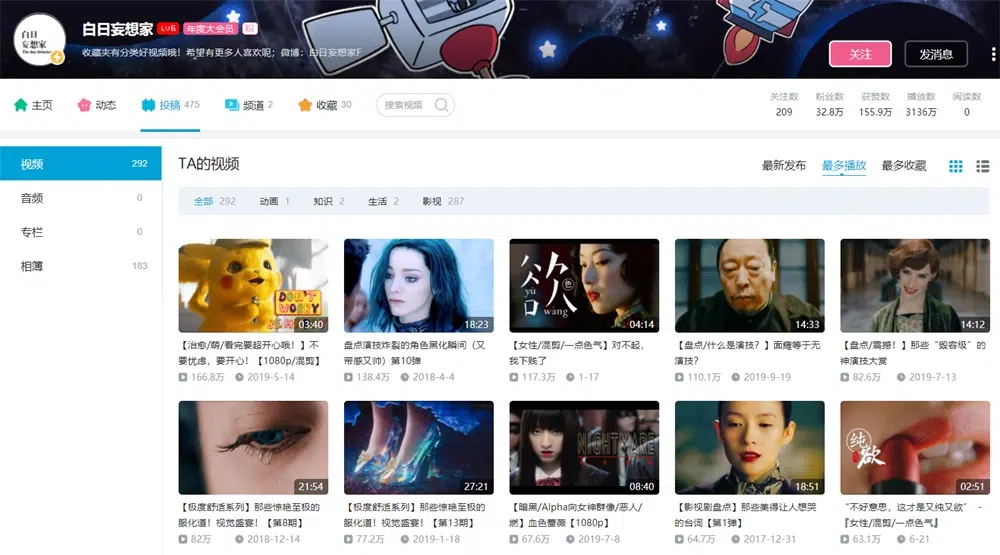 白日妄想家 LV6 年度大会员
白日
妄想家
The day debater
收藏夹有分类好视频哦！希望有更多人喜欢呢；微博：白日妄想家F
关注 发消息
主页 动态 投稿 475 频道 2 收藏 30 搜索视频
关注数 粉丝数 获赞数 播放数 阅读数
209 32.8万 155.9万 3136万 0
视频 292
音频 0
专栏 0
相簿 183
TA的视频 最新发布 最多播放 最多收藏
全部 292 动画 1 知识 2 生活 2 影视 287
DON'T
WORRY
03:40
18:23
欲
yù
色
wang
04:14
14:33
14:12
【治愈/萌/看完要超开心哦！】不
要忧虑，要开心！【1080p/混剪】
166.8万 2019-5-14
盘点演技炸裂的角色黑化瞬间（又
带感又帅）第10弹
138.4万 2018-4-4
【女性/混剪/一点色气】对不起，
我下贱了
117.3万 1-17
【盘点/什么是演技？】面瘫等于无
演技？
110.1万 2019-9-19
【盘点/震撼！】那些“毁容级”的
神演技大赏
82.6万 2019-7-13
21:54
27:21
NIGHTMARE
08:40
18:51
纯
欲
02:51
【极度舒适系列】那些惊艳至极的
服化道！视觉盛宴！【第8期】
82万 2018-12-14
【极度舒适系列】那些惊艳至极的
服化道！视觉盛宴！【第13期】
77.2万 2019-1-18
【暗黑/Alpha向女神群像/恶人/
燃】血色蔷薇【1080p】
67.6万 2019-7-8
【影视剧盘点】那些美得让人想哭
的台词【第1弹】
64.7万 2017-12-31
“不好意思，这才是又纯又欲” -
『女性/混剪/一点色气』
63.1万 6-21